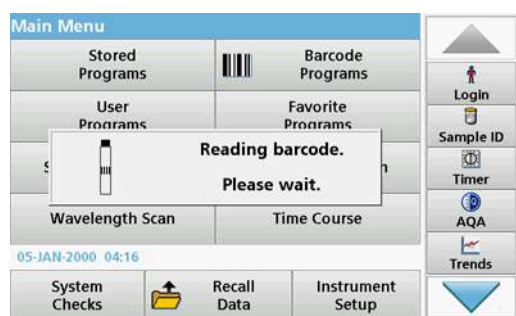 Main Menu
Stored
Programs
Barcode
Programs
User
Programs
Favorite
Programs
Reading barcode.
Please wait.
Wavelength Scan
Time Course
05-JAN-2000 04:16
System
Checks
Recall
Data
Instrument
Setup
Login
Sample ID
Timer
AQA
Trends